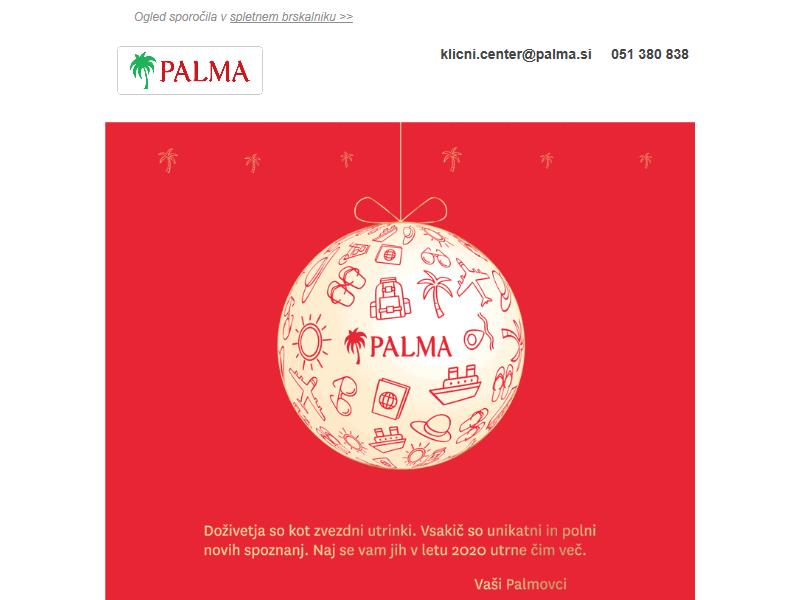 Ogled sporočila v spletnem brskalniku >>
PALMA
klicni.center@palma.si 051 380 838
PALMA
Doživetja so kot zvezdni utrinki. Vsakič so unikatni in polni
novih spoznanj. Naj se vam jih v letu 2020 utrne čim več.
Vaši Palmovci